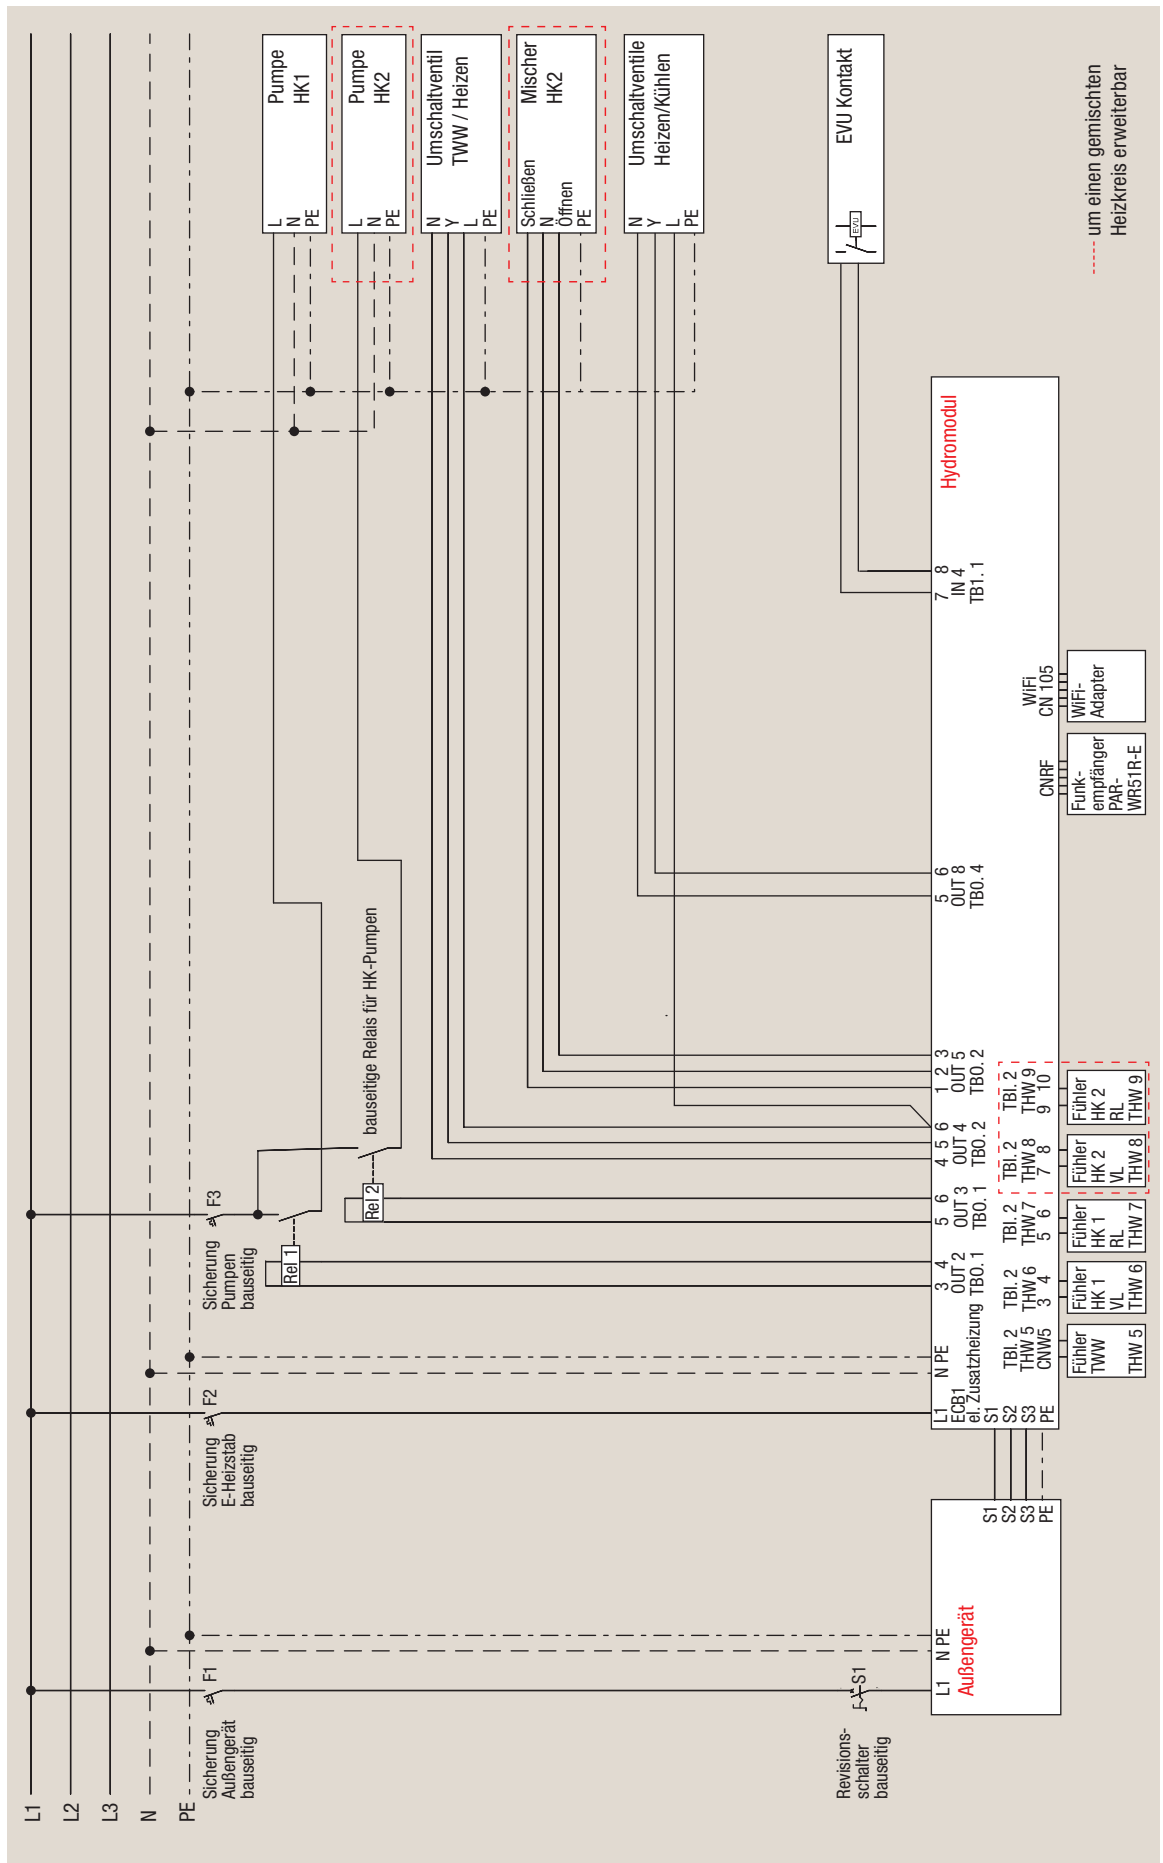 L1
L2
L3
N
PE
Sicherung
Außengerät
bauseitig
F1
Sicherung
E-Heizstab
bauseitig
F2
Sicherung
Pumpen
bauseitig
F3
Rel 1
Rel 2
bauseitige Relais für HK-Pumpen
Pumpe
HK1
L
N
PE
Pumpe
HK2
L
N
PE
Umschaltventil
TWW / Heizen
N
Y
L
PE
Mischer
HK2
Schließen
N
Öffnen
PE
Umschaltventile
Heizen/Kühlen
N
Y
L
PE
EVU Kontakt
EVU
Revisions-
schalter
bauseitig
S1
L1 N PE
Außengerät
S1
S2
S3
PE
Hydromodul
L1 N PE
ECB1
el. Zusatzheizung
S1
S2
S3
PE
3 4
OUT 2
TBO. 1
5 6
OUT 3
TBO. 1
4 5 6
OUT 4
TBO. 2
1 2 3
OUT 5
TBO. 2
5 6
OUT 8
TBO. 4
7 8
IN 4
TB1. 1
TBI. 2
THW 5
CNW5
TBI. 2
THW 6
3 4
TBI. 2
THW 7
5 6
TBI. 2
THW 8
7 8
TBI. 2
THW 9
9 10
CNRF
WiFi
CN 105
Fühler
TWW
THW 5
Fühler
HK 1
VL
THW 6
Fühler
HK 1
RL
THW 7
Fühler
HK 2
VL
THW 8
Fühler
HK 2
RL
THW 9
Funk-
empfänger
PAR-
WR51R-E
WiFi-
Adapter
um einen gemischten
Heizkreis erweiterbar